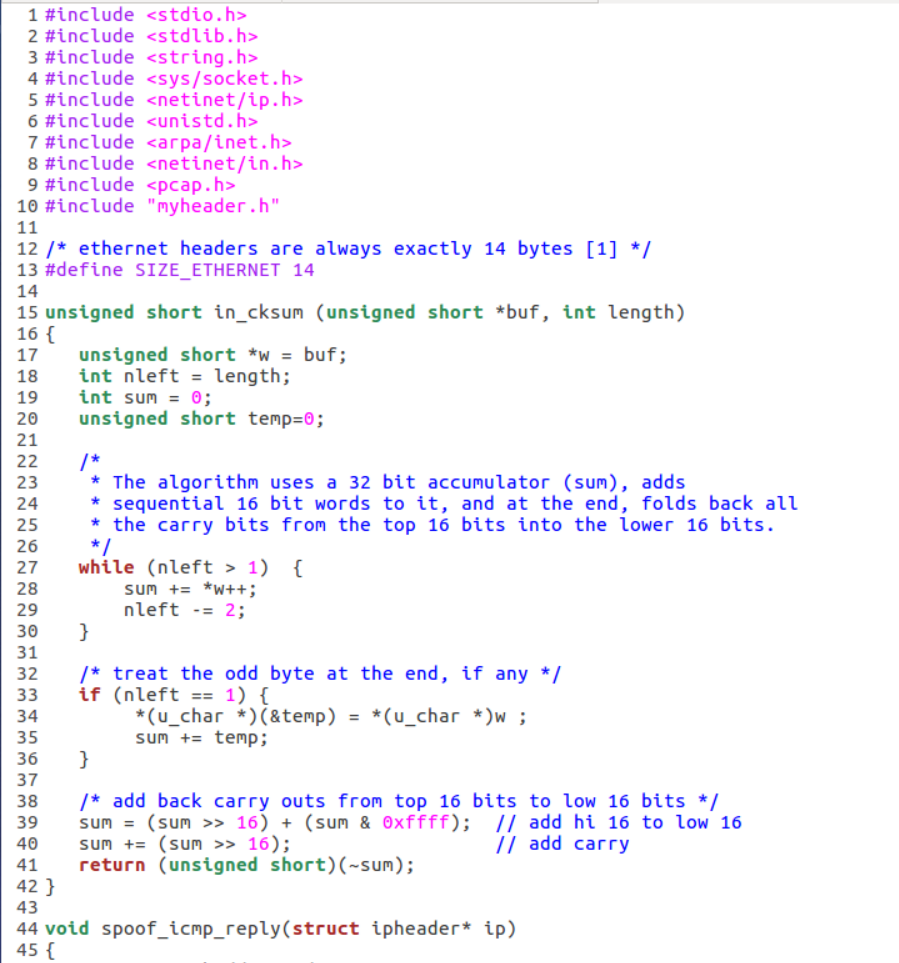 1 #include <stdio.h>
2 #include <stdlib.h>
3 #include <string.h>
4 #include <sys/socket.h>
5 #include <netinet/ip.h>
6 #include <unistd.h>
7 #include <arpa/inet.h>
8 #include <netinet/in.h>
9 #include <pcap.h>
10 #include "myheader.h"
11
12 /* ethernet headers are always exactly 14 bytes [1] */
13 #define SIZE_ETHERNET 14
14
15 unsigned short in_cksum (unsigned short *buf, int length)
16 {
17    unsigned short *w = buf;
18    int nleft = length;
19    int sum = 0;
20    unsigned short temp=0;
21
22    /*
23     * The algorithm uses a 32 bit accumulator (sum), adds
24     * sequential 16 bit words to it, and at the end, folds back all
25     * the carry bits from the top 16 bits into the lower 16 bits.
26     */
27    while (nleft > 1)  {
28        sum += *w++;
29        nleft -= 2;
30    }
31
32    /* treat the odd byte at the end, if any */
33    if (nleft == 1) {
34         *(u_char *)(&temp) = *(u_char *)w ;
35         sum += temp;
36    }
37
38    /* add back carry outs from top 16 bits to low 16 bits */
39    sum = (sum >> 16) + (sum & 0xffff);  // add hi 16 to low 16
40    sum += (sum >> 16);                  // add carry
41    return (unsigned short)(~sum);
42 }
43
44 void spoof_icmp_reply(struct ipheader* ip)
45 {